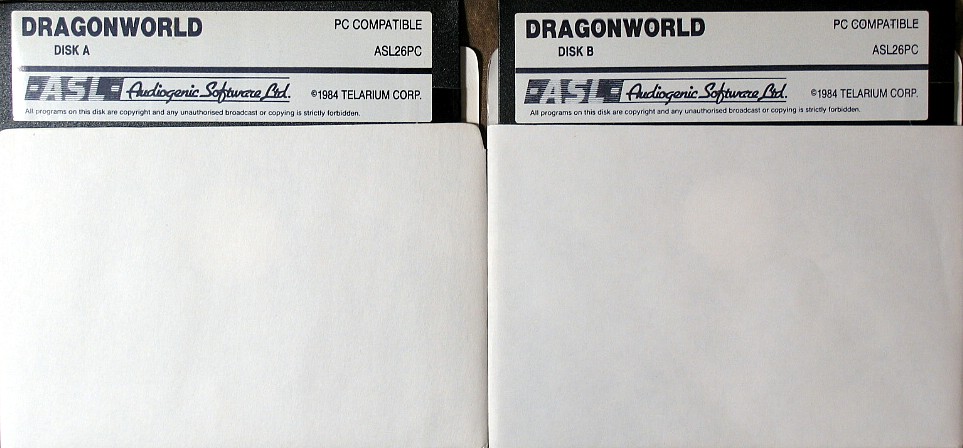 DRAGONWORLD PC COMPATIBLE
DISK A ASL26PC
ASL Audiogenic Software Ltd. ©1984 TELARIUM CORP.
All programs on this disk are copyright and any unauthorised broadcast or copying is strictly forbidden.
DRAGONWORLD PC COMPATIBLE
DISK B ASL26PC
ASL Audiogenic Software Ltd. ©1984 TELARIUM CORP.
All programs on this disk are copyright and any unauthorised broadcast or copying is strictly forbidden.